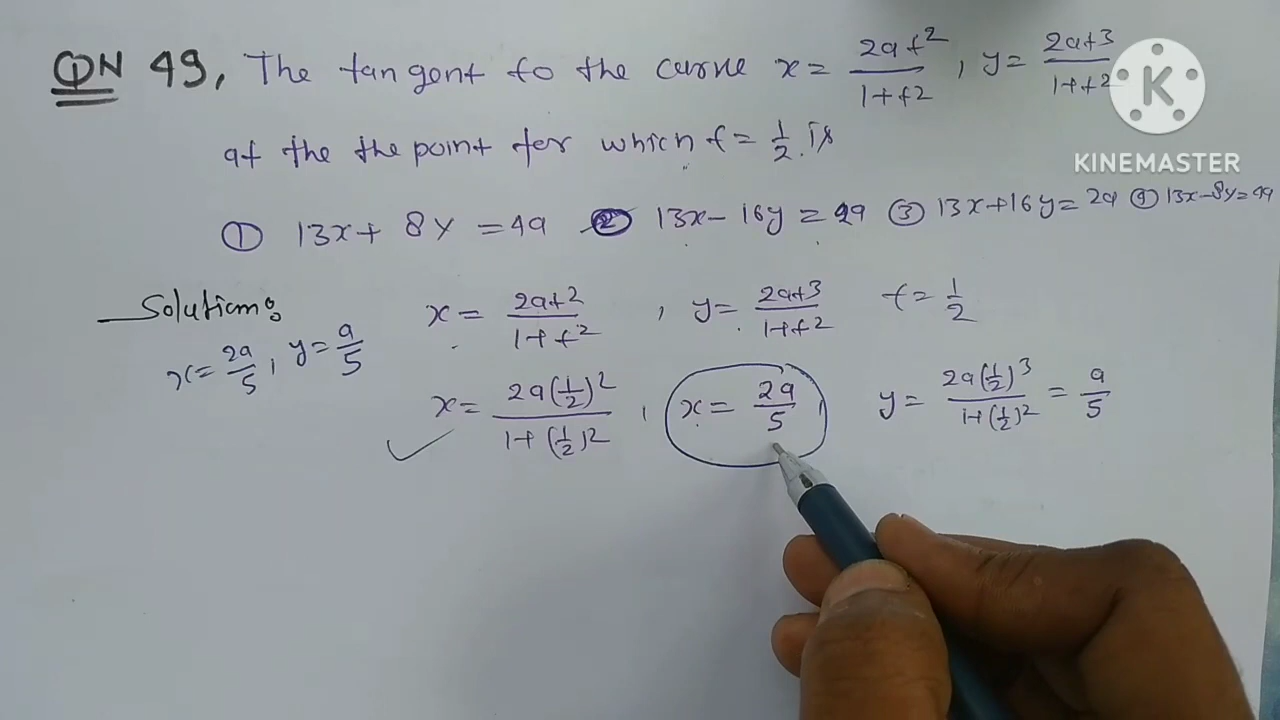 QN 49, The tangent to the curve x = 2at²/1+t², y = 2at3/1+t2
at the the point for which t = 1/2. is
① 13x + 8y = 4a ② 13x - 16y = 2a ③ 13x + 16y = 2a ④ 13x - 8y = 4a
Solution: x = 2at2/1+t², y = 2at3/1+t2 t = 1/2
x = 2a/5, y = a/5
x = 2a(1/2)²/1+(1/2)², x = 2a/5 y = 2a(1/2)³/1+(1/2)² = a/5
K
KINEMASTER